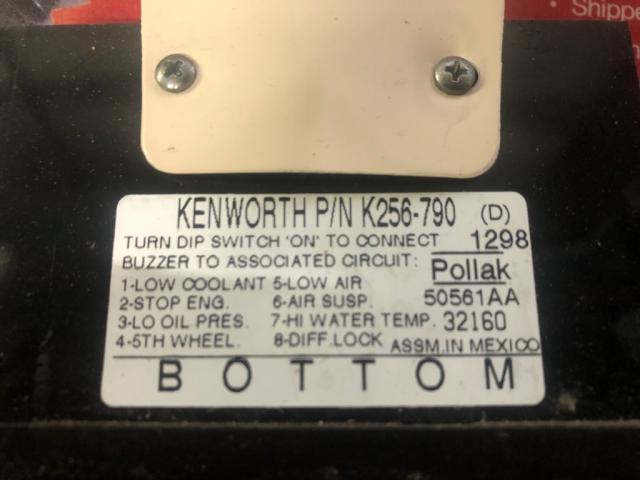 • Shippe
KENWORTH P/N K256-790 (D)
TURN DIP SWITCH 'ON' TO CONNECT 1298
BUZZER TO ASSOCIATED CIRCUIT: Pollak
1-LOW COOLANT 5-LOW AIR 50561AA
2-STOP ENG. 6-AIR SUSP.
3-LO OIL PRES. 7-HI WATER TEMP. 32160
4-5TH WHEEL. 8-DIFF.LOCK ASSM.IN MEXICO
BOTTOM